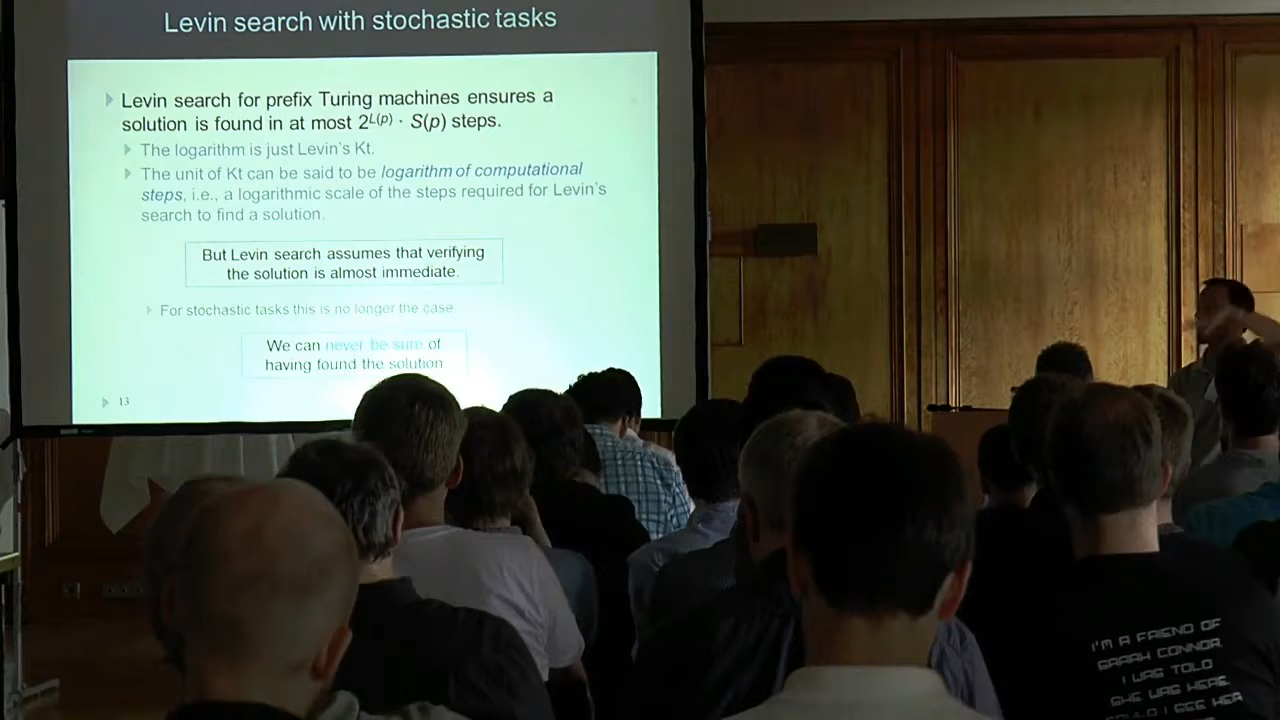 Levin search with stochastic tasks
Levin search for prefix Turing machines ensures a
solution is found in at most 2^L(p) · S(p) steps.
The logarithm is just Levin's Kt.
The unit of Kt can be said to be logarithm of computational
steps, i.e., a logarithmic scale of the steps required for Levin's
search to find a solution.
But Levin search assumes that verifying
the solution is almost immediate.
For stochastic tasks this is no longer the case
We can never be sure of
having found the solution
13
I'M A FRIEND OF
SARAH CONNOR.
I WAS TOLD
SHE WAS HERE.
COULD I SEE HER